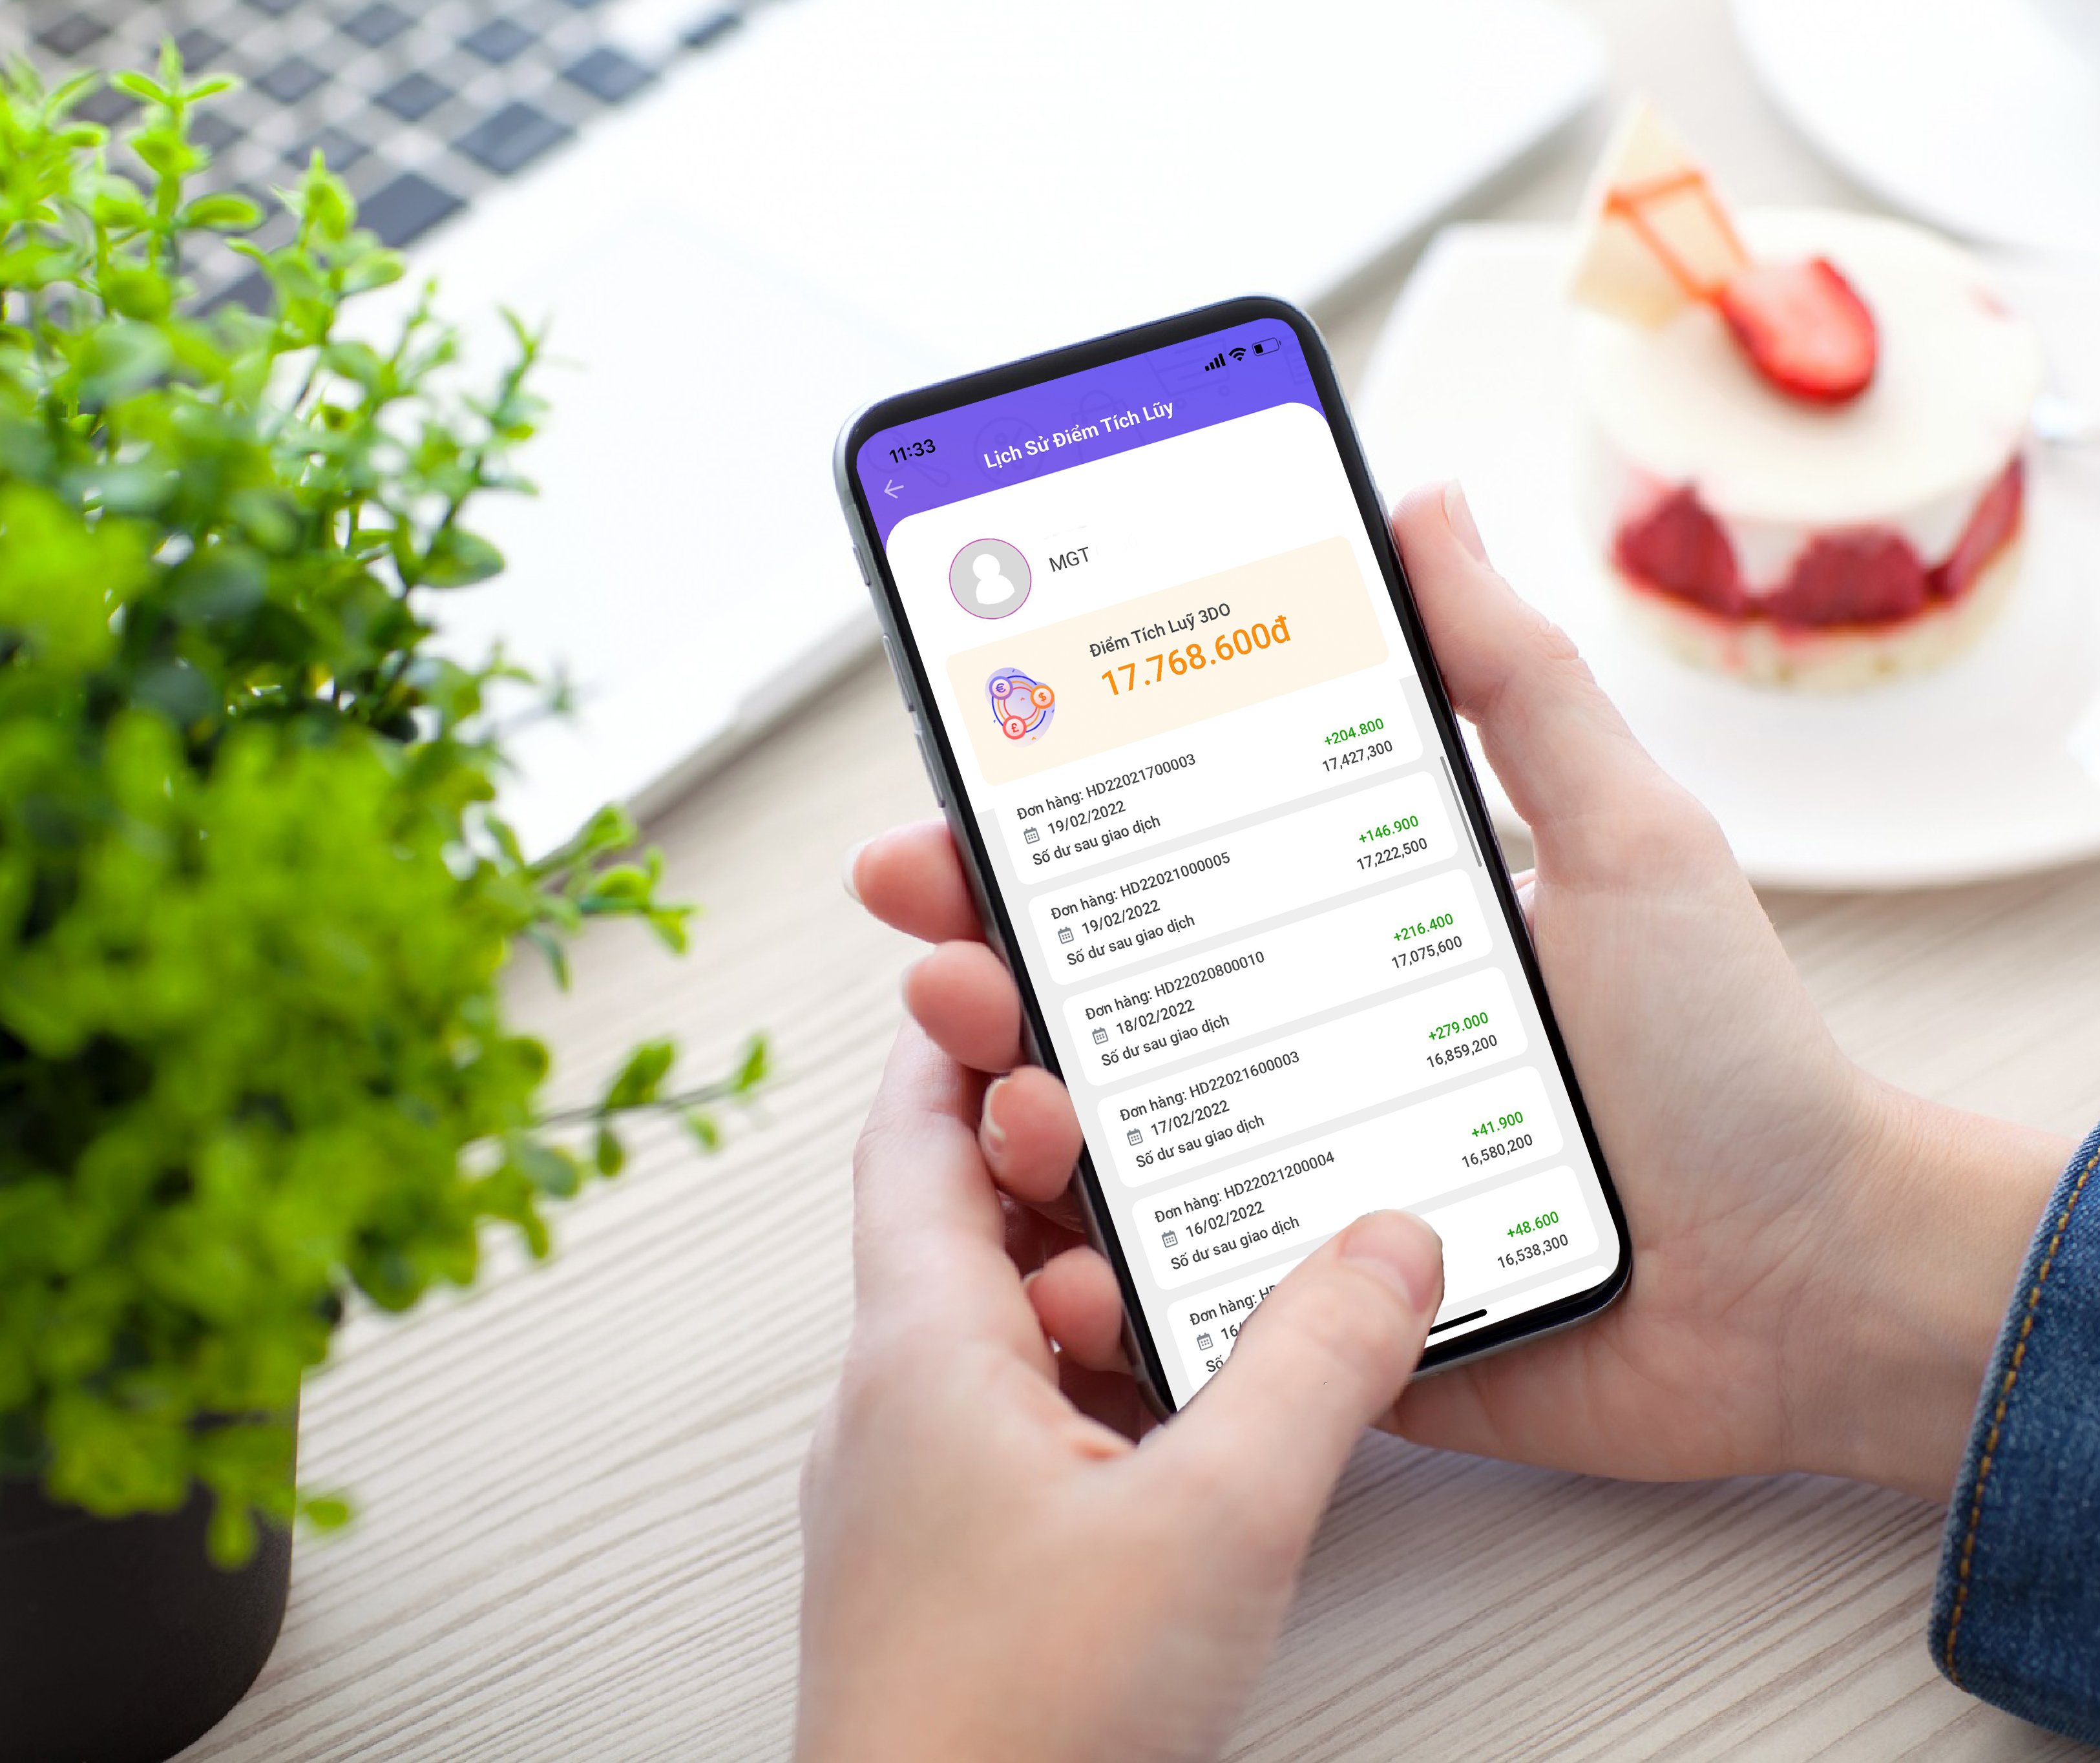 11:33
Lịch Sử Điểm Tích Lũy
MGT
Điểm Tích Luỹ 3DO
17.768.600đ
Đơn hàng: HD22021700003
+204.800
19/02/2022
17,427,300
Số dư sau giao dịch
Đơn hàng: HD22021000005
+146.900
19/02/2022
17,222,500
Số dư sau giao dịch
Đơn hàng: HD22020800010
+216.400
18/02/2022
17,075,600
Số dư sau giao dịch
Đơn hàng: HD22021600003
+279.000
17/02/2022
16,859,200
Số dư sau giao dịch
Đơn hàng: HD22021200004
+41.900
16/02/2022
16,580,200
Số dư sau giao dịch
Đơn hàng:
+48.600
16/
16,538,300
Số